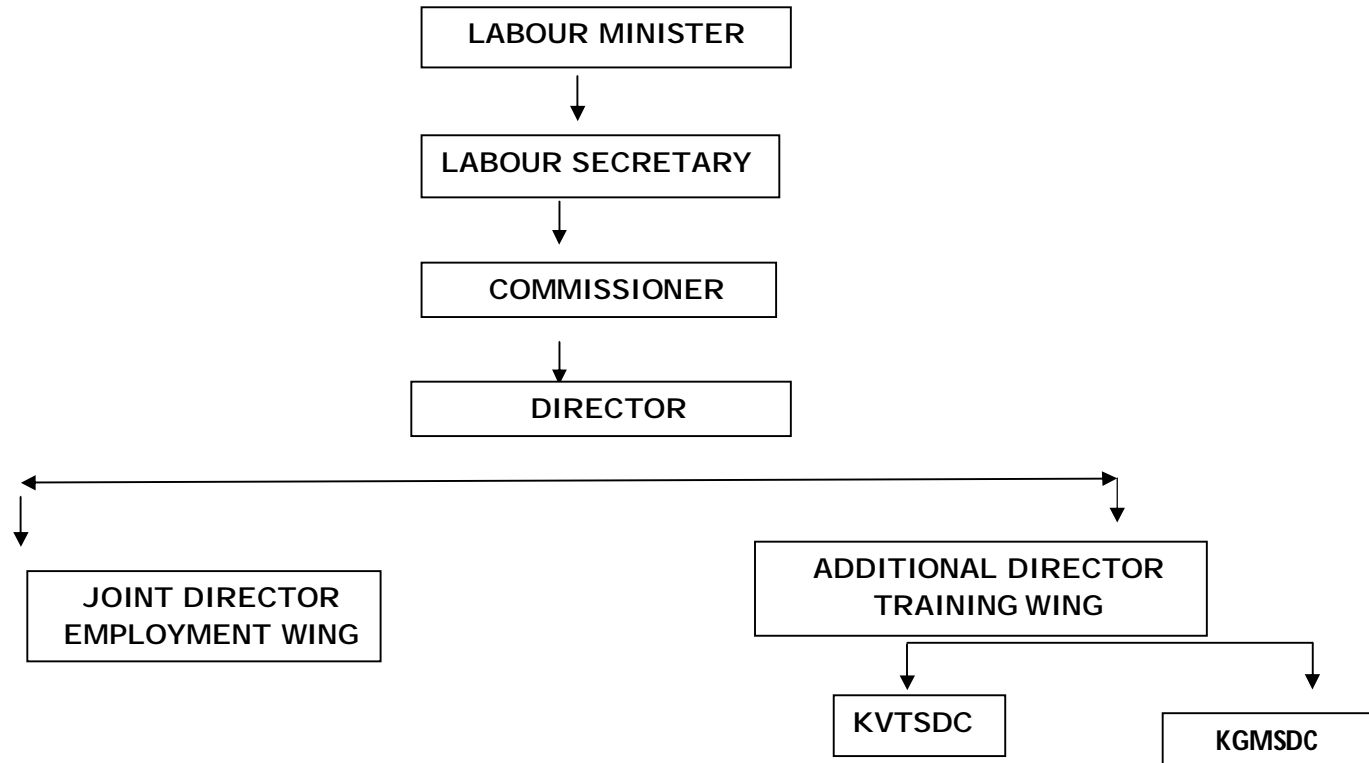 LABOUR MINISTER
LABOUR SECRETARY
COMMISSIONER
DIRECTOR
JOINT DIRECTOR
EMPLOYMENT WING
ADDITIONAL DIRECTOR
TRAINING WING
KVTSDC
KGMSDC